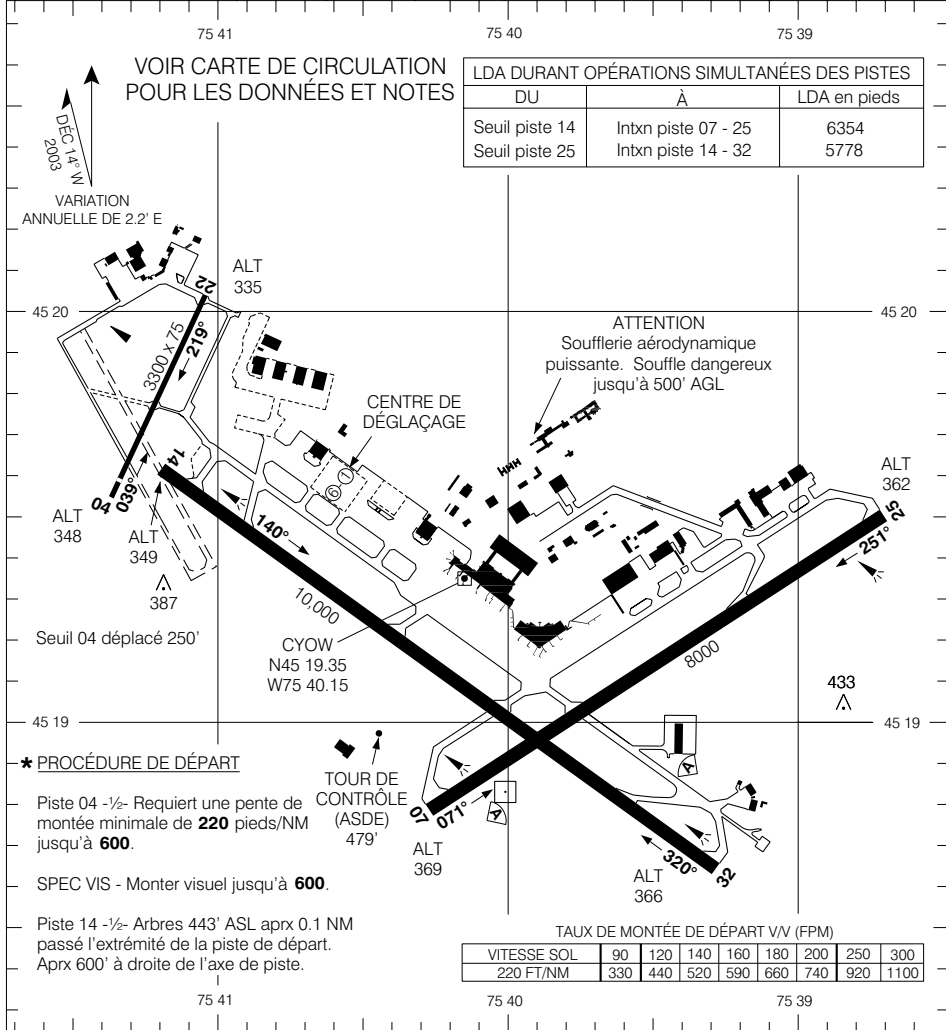 75 41
75 40
75 39
VOIR CARTE DE CIRCULATION
POUR LES DONNÉES ET NOTES
LDA DURANT OPÉRATIONS SIMULTANÉES DES PISTES
DU À LDA en pieds
Seuil piste 14 Intxn piste 07 - 25 6354
Seuil piste 25 Intxn piste 14 - 32 5778
DÉC 14° W
2003
VARIATION
ANNUELLE DE 2.2' E
ALT
335
22
219°
3300 x 75
45 20
45 20
ATTENTION
Soufflerie aérodynamique
puissante. Souffle dangereux
jusqu'à 500' AGL
CENTRE DE
DÉGLAÇAGE
1
6
14
04
039°
ALT
348
ALT
349
387
140°
10,000
ALT
362
25
251°
8000
Seuil 04 déplacé 250'
CYOW
N45 19.35
W75 40.15
433
45 19
45 19
* PROCÉDURE DE DÉPART
Piste 04 -½- Requiert une pente de
montée minimale de 220 pieds/NM
jusqu'à 600.
SPEC VIS - Monter visuel jusqu'à 600.
Piste 14 -½- Arbres 443' ASL aprx 0.1 NM
passé l'extrémité de la piste de départ.
Aprx 600' à droite de l'axe de piste.
TOUR DE
CONTRÔLE
(ASDE)
479'
07
071°
A
A
ALT
369
320°
32
ALT
366
TAUX DE MONTÉE DE DÉPART V/V (FPM)
VITESSE SOL 90 120 140 160 180 200 250 300
220 FT/NM 330 440 520 590 660 740 920 1100
75 41
75 40
75 39